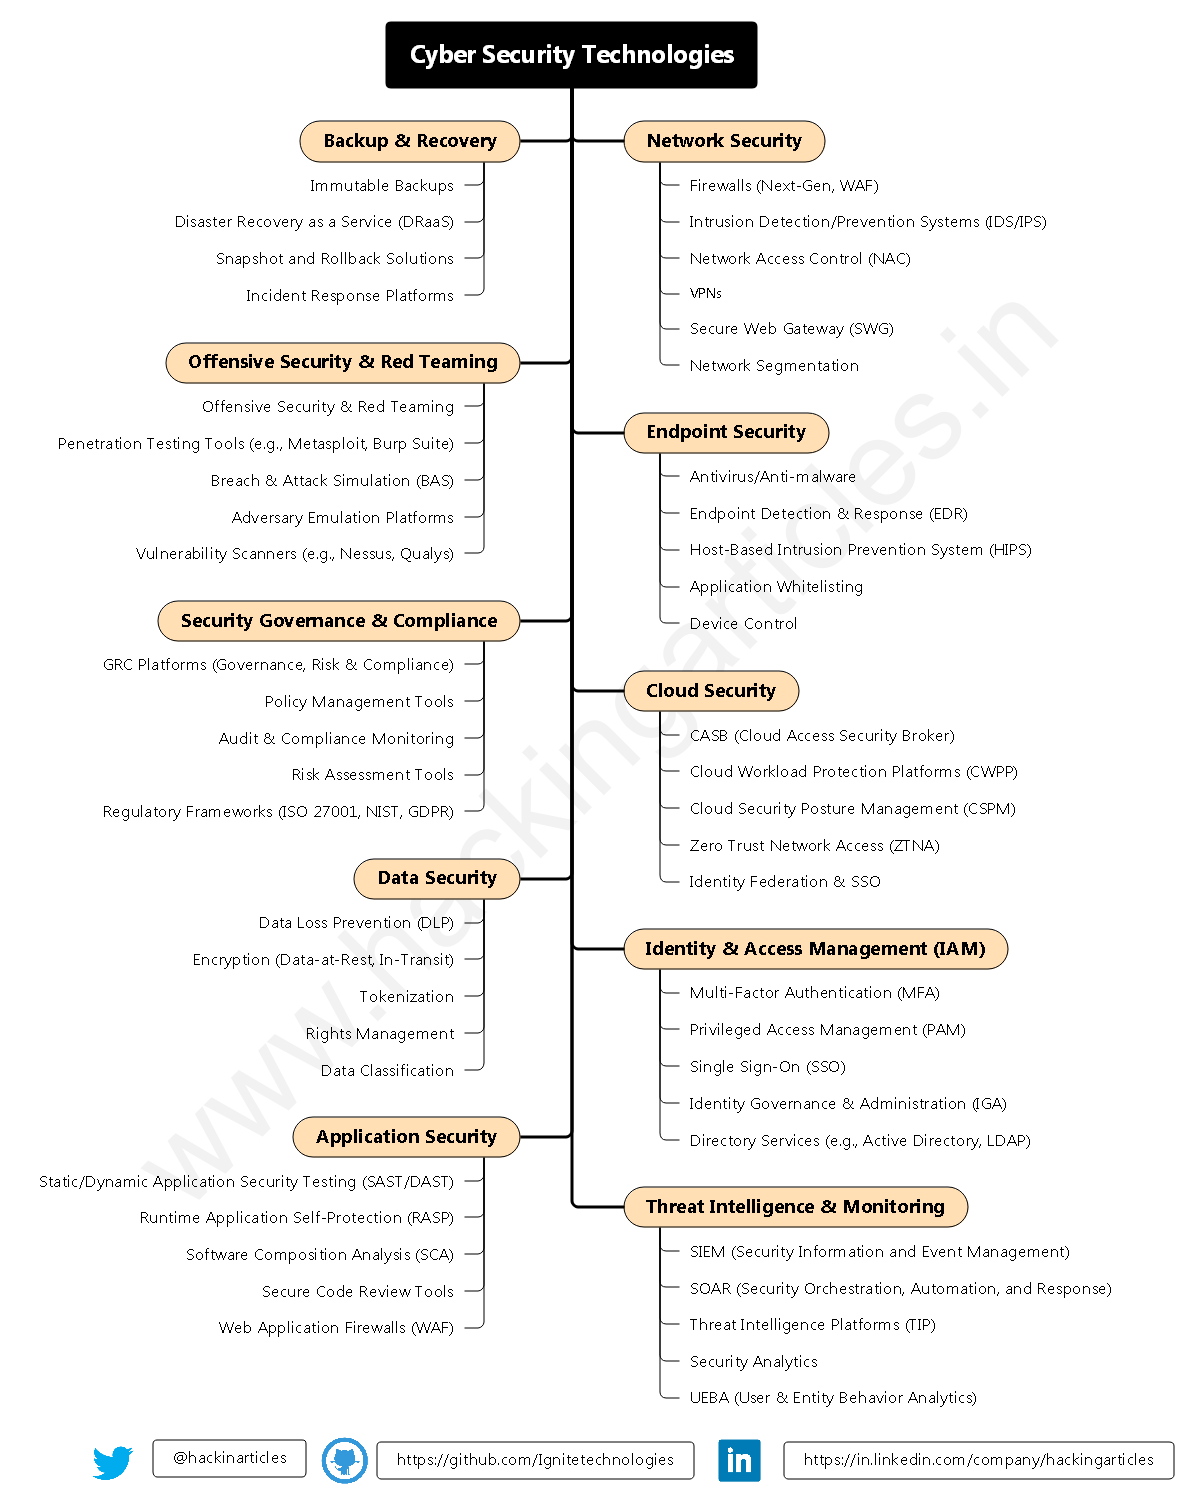 Cyber Security Technologies
Backup & Recovery
Immutable Backups
Disaster Recovery as a Service (DRaaS)
Snapshot and Rollback Solutions
Incident Response Platforms
Offensive Security & Red Teaming
Offensive Security & Red Teaming
Penetration Testing Tools (e.g., Metasploit, Burp Suite)
Breach & Attack Simulation (BAS)
Adversary Emulation Platforms
Vulnerability Scanners (e.g., Nessus, Qualys)
Security Governance & Compliance
GRC Platforms (Governance, Risk & Compliance)
Policy Management Tools
Audit & Compliance Monitoring
Risk Assessment Tools
Regulatory Frameworks (ISO 27001, NIST, GDPR)
Data Security
Data Loss Prevention (DLP)
Encryption (Data-at-Rest, In-Transit)
Tokenization
Rights Management
Data Classification
Application Security
Static/Dynamic Application Security Testing (SAST/DAST)
Runtime Application Self-Protection (RASP)
Software Composition Analysis (SCA)
Secure Code Review Tools
Web Application Firewalls (WAF)
Network Security
Firewalls (Next-Gen, WAF)
Intrusion Detection/Prevention Systems (IDS/IPS)
Network Access Control (NAC)
VPNs
Secure Web Gateway (SWG)
Network Segmentation
Endpoint Security
Antivirus/Anti-malware
Endpoint Detection & Response (EDR)
Host-Based Intrusion Prevention System (HIPS)
Application Whitelisting
Device Control
Cloud Security
CASB (Cloud Access Security Broker)
Cloud Workload Protection Platforms (CWPP)
Cloud Security Posture Management (CSPM)
Zero Trust Network Access (ZTNA)
Identity Federation & SSO
Identity & Access Management (IAM)
Multi-Factor Authentication (MFA)
Privileged Access Management (PAM)
Single Sign-On (SSO)
Identity Governance & Administration (IGA)
Directory Services (e.g., Active Directory, LDAP)
Threat Intelligence & Monitoring
SIEM (Security Information and Event Management)
SOAR (Security Orchestration, Automation, and Response)
Threat Intelligence Platforms (TIP)
Security Analytics
UEBA (User & Entity Behavior Analytics)
www.hackingarticles.in
@hackinarticles
https://github.com/Ignitetechnologies
in
https://in.linkedin.com/company/hackingarticles